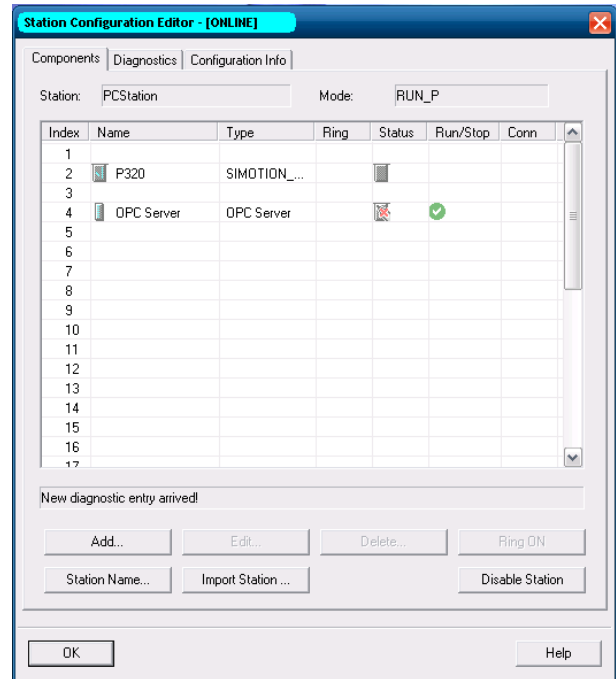 Station Configuration Editor - [ONLINE]
Components Diagnostics Configuration Info
Station: PCStation Mode: RUN_P
Index Name Type Ring Status Run/Stop Conn
1
2 P320 SIMOTION_...
3
4 OPC Server OPC Server
5
6
7
8
9
10
11
12
13
14
15
16
17
New diagnostic entry arrived!
Add... Edit... Delete... Ring ON
Station Name... Import Station ... Disable Station
OK Help